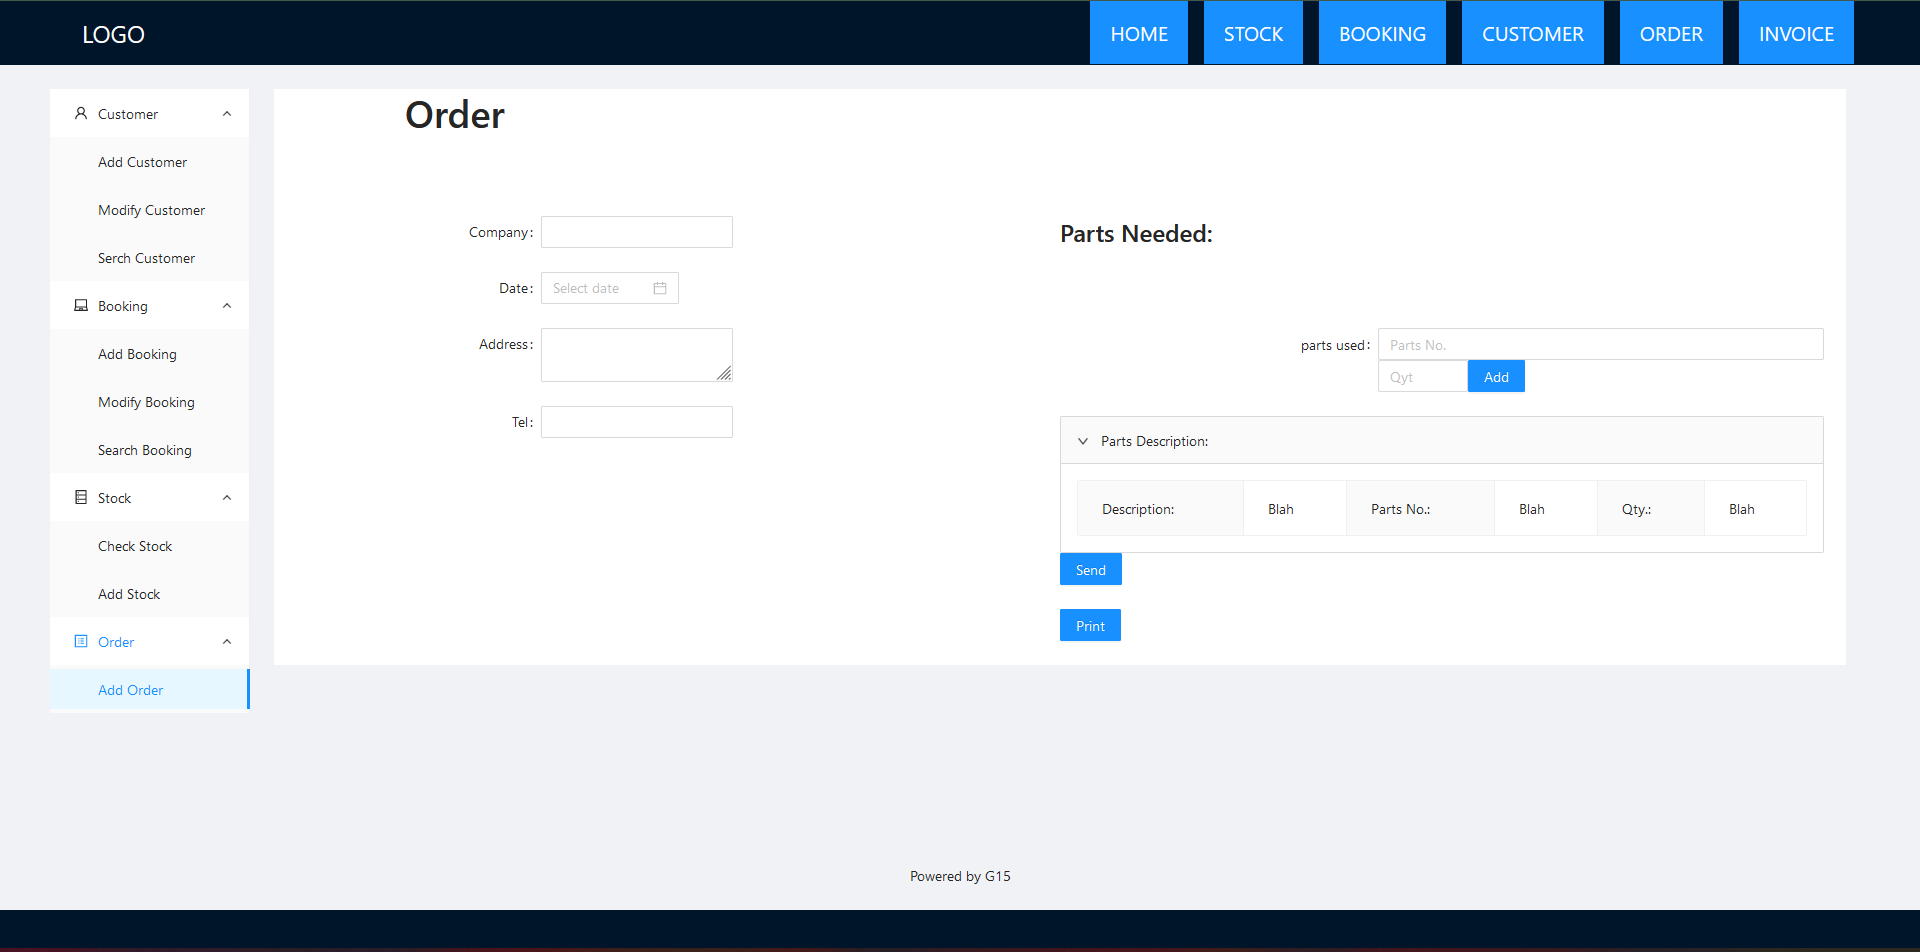 LOGO
HOME STOCK BOOKING CUSTOMER ORDER INVOICE
Customer
Add Customer
Modify Customer
Serch Customer
Booking
Add Booking
Modify Booking
Search Booking
Stock
Check Stock
Add Stock
Order
Add Order
Order
Company:
Date: Select date
Address:
Tel:
Parts Needed:
parts used: Parts No.
Qyt Add
Parts Description:
Description: Blah Parts No.: Blah Qty.: Blah
Send
Print
Powered by G15